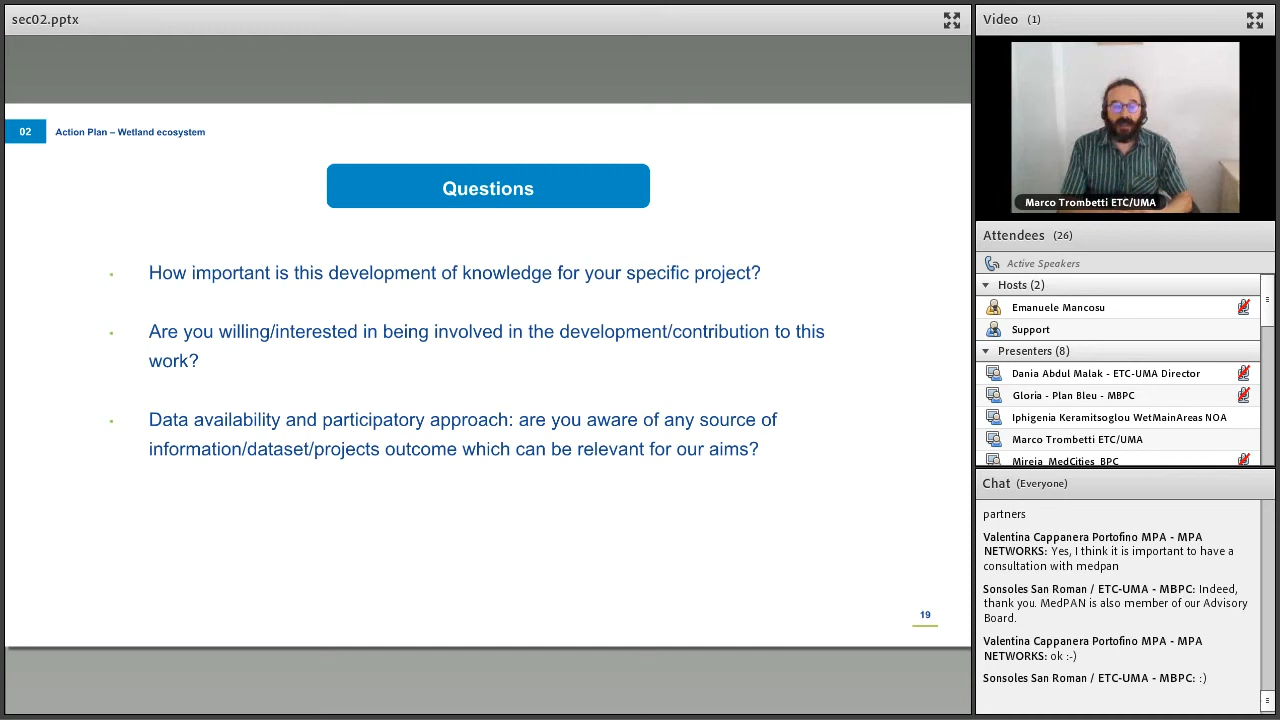 sec02.pptx
02
Action Plan – Wetland ecosystem
Questions
How important is this development of knowledge for your specific project?
Are you willing/interested in being involved in the development/contribution to this
work?
Data availability and participatory approach: are you aware of any source of
information/dataset/projects outcome which can be relevant for our aims?
19
Video (1)
Marco Trombetti ETC/UMA
Attendees (26)
Active Speakers
Hosts (2)
Emanuele Mancosu
Support
Presenters (8)
Dania Abdul Malak - ETC-UMA Director
Gloria - Plan Bleu - MBPC
Iphigenia Keramitsoglou WetMainAreas NOA
Marco Trombetti ETC/UMA
Mireia_MedCities_BPC
Chat (Everyone)
partners
Valentina Cappanera Portofino MPA - MPA
NETWORKS: Yes, I think it is important to have a
consultation with medpan
Sonsoles San Roman / ETC-UMA - MBPC: Indeed,
thank you. MedPAN is also member of our Advisory
Board.
Valentina Cappanera Portofino MPA - MPA
NETWORKS: ok :-)
Sonsoles San Roman / ETC-UMA - MBPC: :)